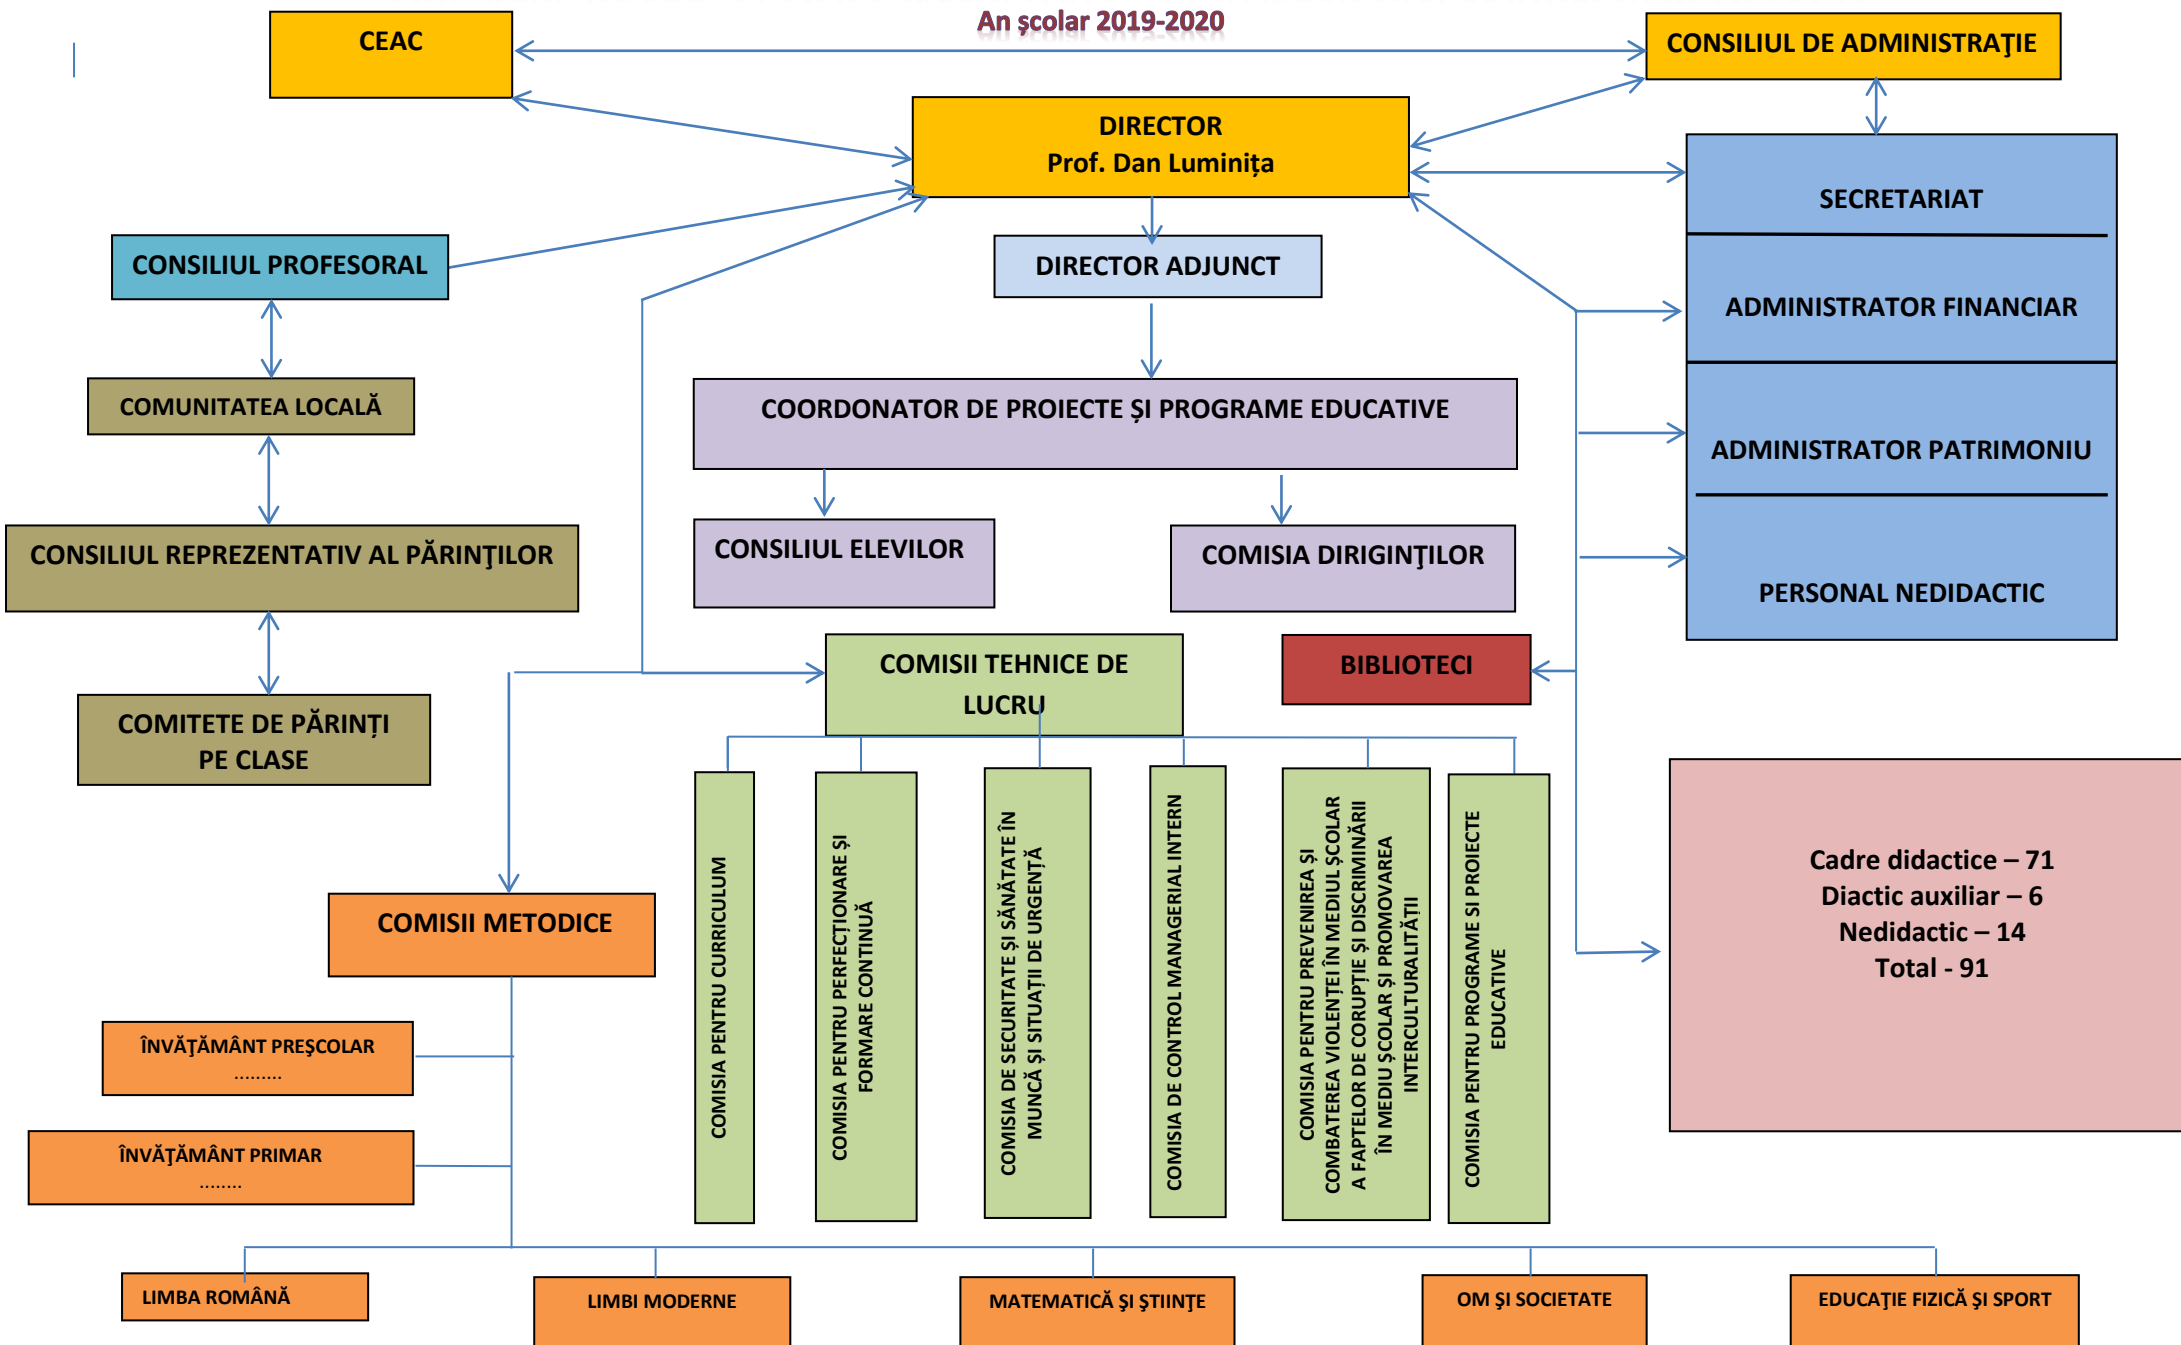 An școlar 2019-2020
CEAC
CONSILIUL DE ADMINISTRAŢIE
DIRECTOR
Prof. Dan Luminița
SECRETARIAT
CONSILIUL PROFESORAL
DIRECTOR ADJUNCT
ADMINISTRATOR FINANCIAR
COMUNITATEA LOCALĂ
COORDONATOR DE PROIECTE ȘI PROGRAME EDUCATIVE
ADMINISTRATOR PATRIMONIU
CONSILIUL REPREZENTATIV AL PĂRINŢILOR
CONSILIUL ELEVILOR
COMISIA DIRIGINŢILOR
PERSONAL NEDIDACTIC
COMISII TEHNICE DE
LUCRU
BIBLIOTECI
COMITETE DE PĂRINȚI
PE CLASE
COMISIA PENTRU CURRICULUM
COMISIA PENTRU PERFECȚIONARE ȘI
FORMARE CONTINUĂ
COMISIA DE SECURITATE ȘI SĂNĂTATE ÎN
MUNCĂ ȘI SITUAȚII DE URGENȚĂ
COMISIA DE CONTROL MANAGERIAL INTERN
COMISIA PENTRU PREVENIREA ȘI
COMBATEREA VIOLENȚEI ÎN MEDIUL ȘCOLAR
A FAPTELOR DE CORUPȚIE ȘI DISCRIMINĂRII
ÎN MEDIU ȘCOLAR ȘI PROMOVAREA
INTERCULTURALITĂȚII
COMISIA PENTRU PROGRAME SI PROIECTE
EDUCATIVE
Cadre didactice – 71
Diactic auxiliar – 6
Nedidactic – 14
Total - 91
COMISII METODICE
ÎNVĂŢĂMÂNT PREŞCOLAR
.........
ÎNVĂŢĂMÂNT PRIMAR
........
LIMBA ROMÂNĂ
LIMBI MODERNE
MATEMATICĂ ŞI ŞTIINŢE
OM ŞI SOCIETATE
EDUCAŢIE FIZICĂ ŞI SPORT